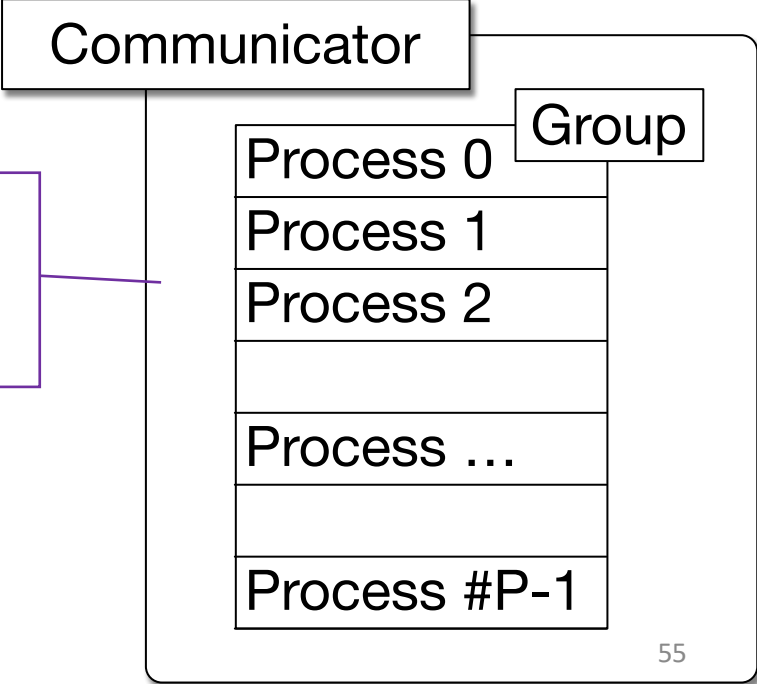 Communicator
Group
Process 0
Process 1
Process 2
Process …
Process #P-1
55